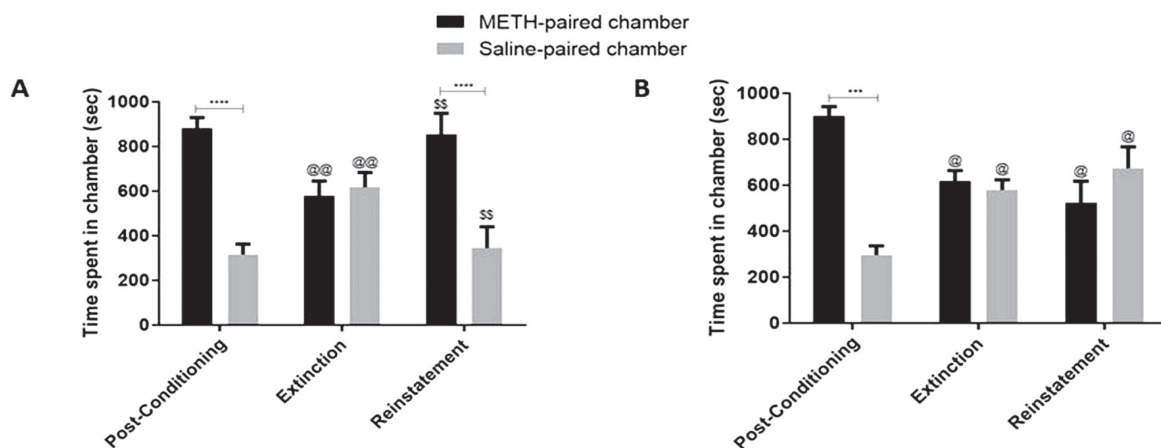 METH-paired chamber
Saline-paired chamber
A
Time spent in chamber (sec)
1000
800
600
400
200
0
****
@@
@@
$$
****
$$
Post-Conditioning
Extinction
Reinstatement
B
Time spent in chamber (sec)
1000
800
600
400
200
0
***
@
@
@
@
Post-Conditioning
Extinction
Reinstatement